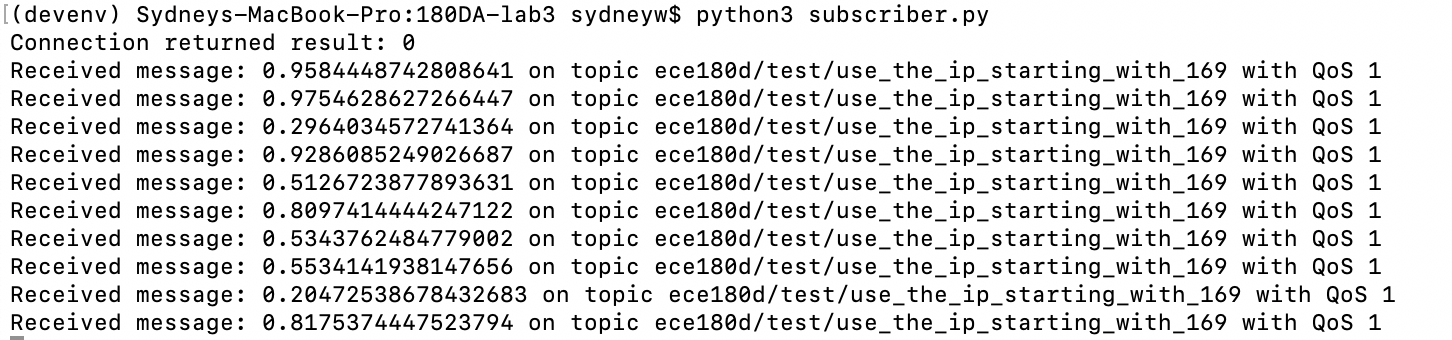 (devenv) Sydneys-MacBook-Pro:180DA-lab3 sydneyw$ python3 subscriber.py
Connection returned result: 0
Received message: 0.9584448742808641 on topic ece180d/test/use_the_ip_starting_with_169 with QoS 1
Received message: 0.9754628627266447 on topic ece180d/test/use_the_ip_starting_with_169 with QoS 1
Received message: 0.2964034572741364 on topic ece180d/test/use_the_ip_starting_with_169 with QoS 1
Received message: 0.9286085249026687 on topic ece180d/test/use_the_ip_starting_with_169 with QoS 1
Received message: 0.5126723877893631 on topic ece180d/test/use_the_ip_starting_with_169 with QoS 1
Received message: 0.8097414444247122 on topic ece180d/test/use_the_ip_starting_with_169 with QoS 1
Received message: 0.5343762484779002 on topic ece180d/test/use_the_ip_starting_with_169 with QoS 1
Received message: 0.5534141938147656 on topic ece180d/test/use_the_ip_starting_with_169 with QoS 1
Received message: 0.20472538678432683 on topic ece180d/test/use_the_ip_starting_with_169 with QoS 1
Received message: 0.8175374447523794 on topic ece180d/test/use_the_ip_starting_with_169 with QoS 1